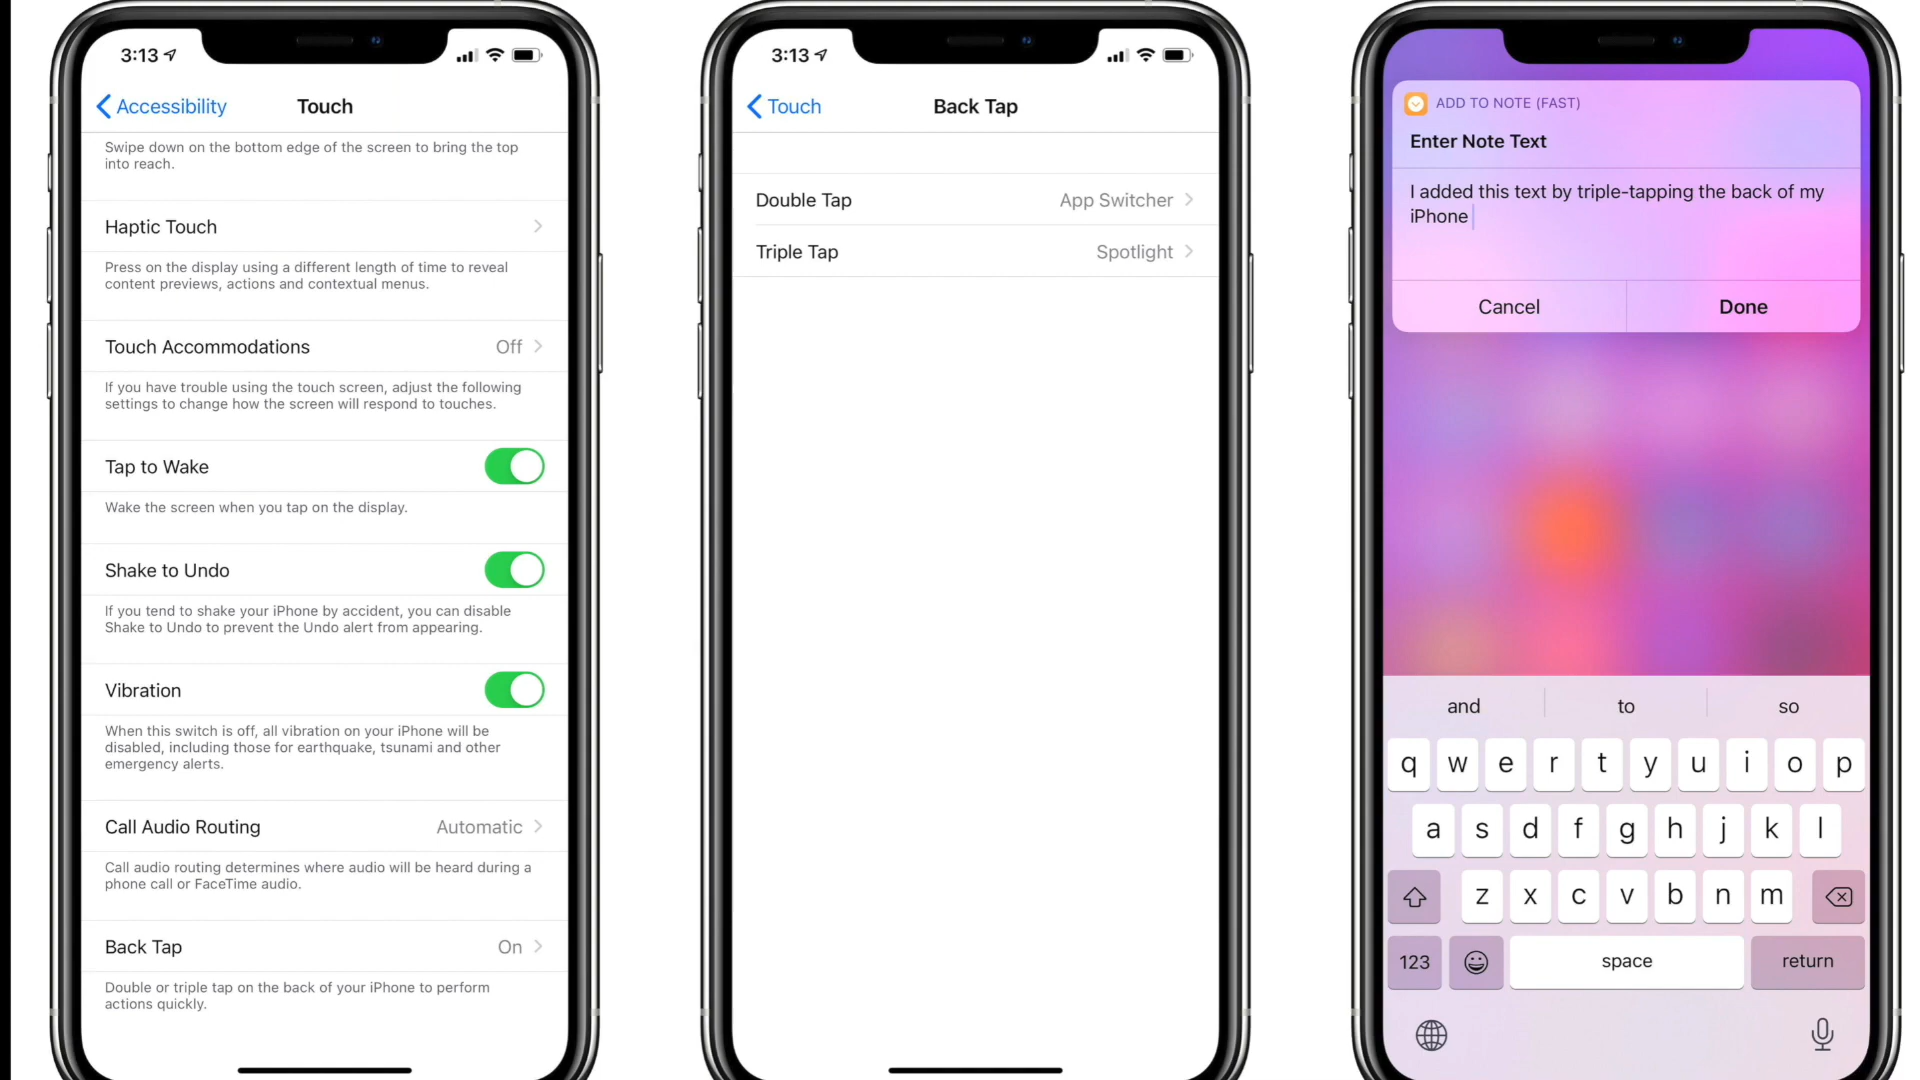 3:13
Accessibility
Touch
Swipe down on the bottom edge of the screen to bring the top
into reach.
Haptic Touch
Press on the display using a different length of time to reveal
content previews, actions and contextual menus.
Touch Accommodations Off
If you have trouble using the touch screen, adjust the following
settings to change how the screen will respond to touches.
Tap to Wake
Wake the screen when you tap on the display.
Shake to Undo
If you tend to shake your iPhone by accident, you can disable
Shake to Undo to prevent the Undo alert from appearing.
Vibration
When this switch is off, all vibration on your iPhone will be
disabled, including those for earthquake, tsunami and other
emergency alerts.
Call Audio Routing Automatic
Call audio routing determines where audio will be heard during a
phone call or FaceTime audio.
Back Tap On
Double or triple tap on the back of your iPhone to perform
actions quickly.
3:13
Touch
Back Tap
Double Tap App Switcher
Triple Tap Spotlight
ADD TO NOTE (FAST)
Enter Note Text
I added this text by triple-tapping the back of my
iPhone
Cancel Done
and to so
q w e r t y u i o p
a s d f g h j k l
z x c v b n m
123 space return